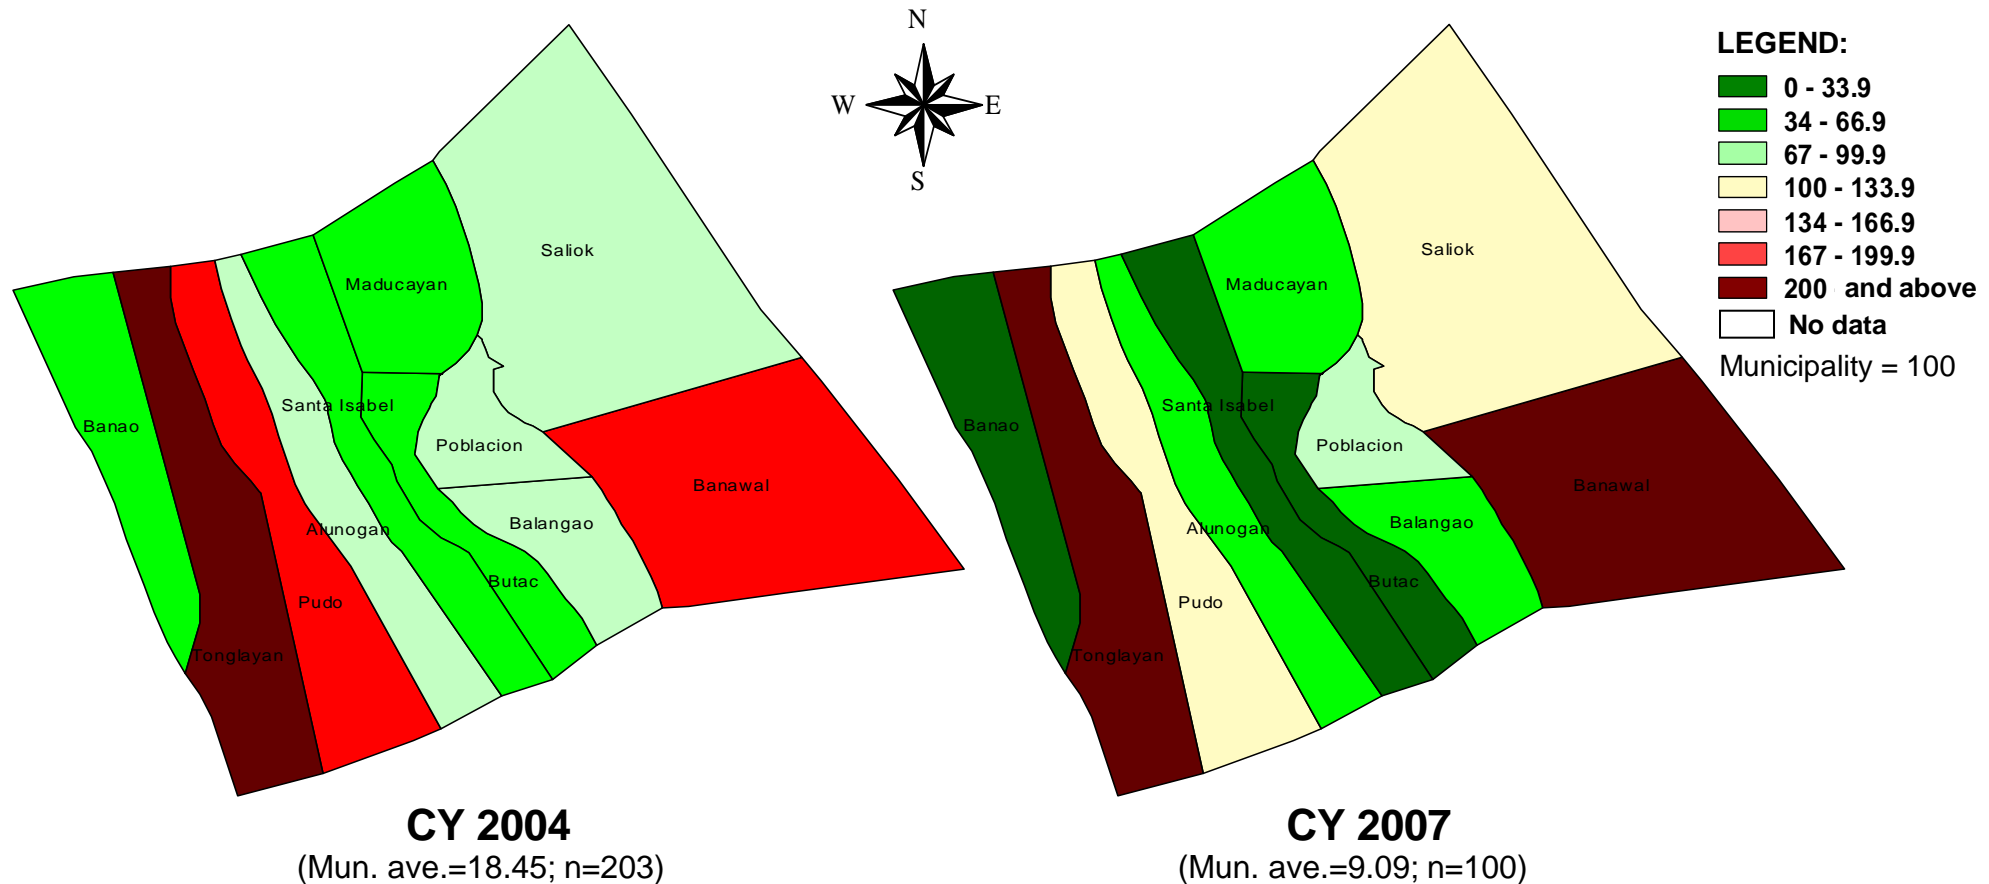 N
W E
S
LEGEND:
0 - 33.9
34 - 66.9
67 - 99.9
100 - 133.9
134 - 166.9
167 - 199.9
200 and above
No data
Municipality = 100
Saliok
Maducayan
Santa Isabel
Banao
Poblacion
Banawal
Balangao
Alunogan
Butac
Pudo
Tonglayan
CY 2004
(Mun. ave.=18.45; n=203)
Saliok
Maducayan
Santa Isabel
Banao
Poblacion
Banawal
Balangao
Alunogan
Butac
Pudo
Tonglayan
CY 2007
(Mun. ave.=9.09; n=100)